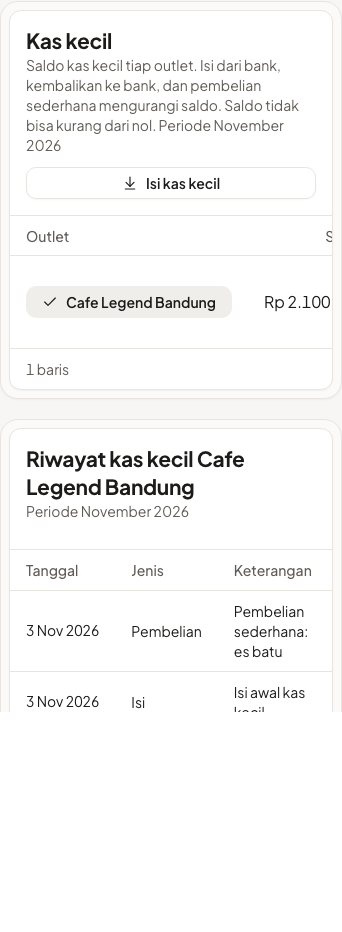 Kas kecil
Saldo kas kecil tiap outlet. Isi dari bank,
kembalikan ke bank, dan pembelian
sederhana mengurangi saldo. Saldo tidak
bisa kurang dari nol. Periode November
2026
Isi kas kecil
Outlet
Cafe Legend Bandung Rp 2.100
1 baris
Riwayat kas kecil Cafe
Legend Bandung
Periode November 2026
Tanggal Jenis Keterangan
3 Nov 2026 Pembelian Pembelian
sederhana:
es batu
3 Nov 2026 Isi Isi awal kas
kecil